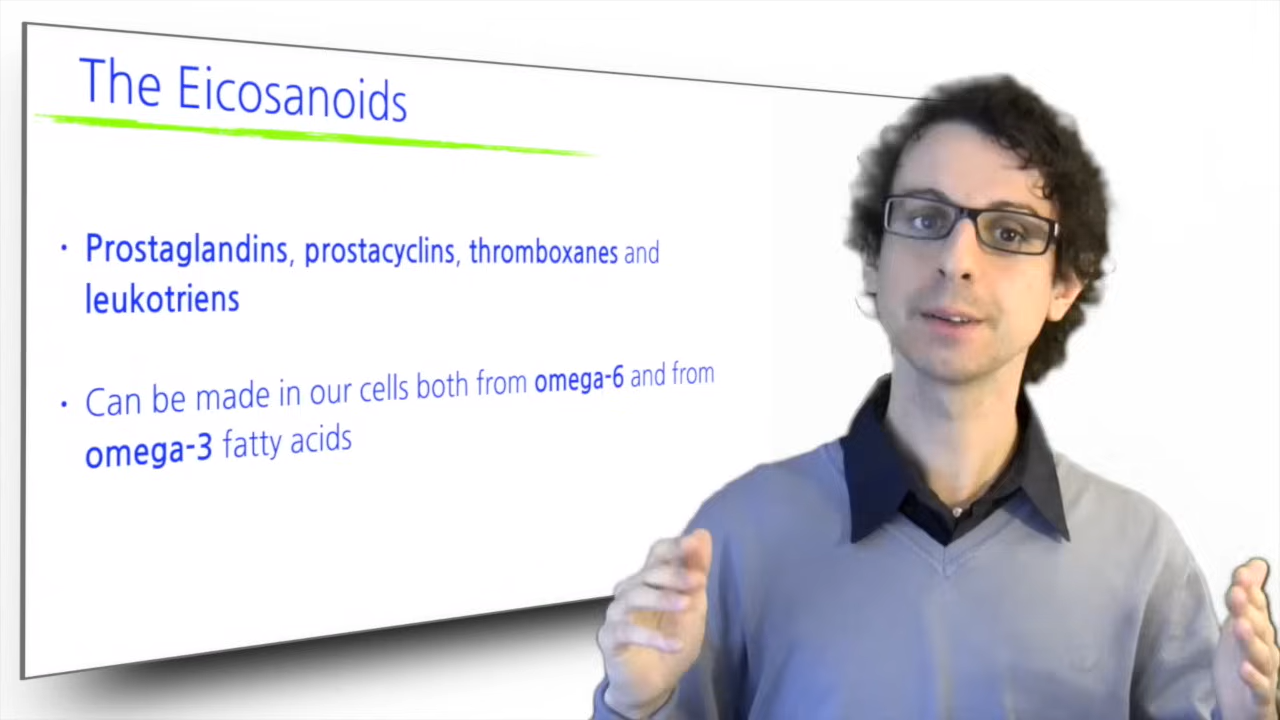 The Eicosanoids
· Prostaglandins, prostacyclins, thromboxanes and
leukotriens
· Can be made in our cells both from omega-6 and from
omega-3 fatty acids